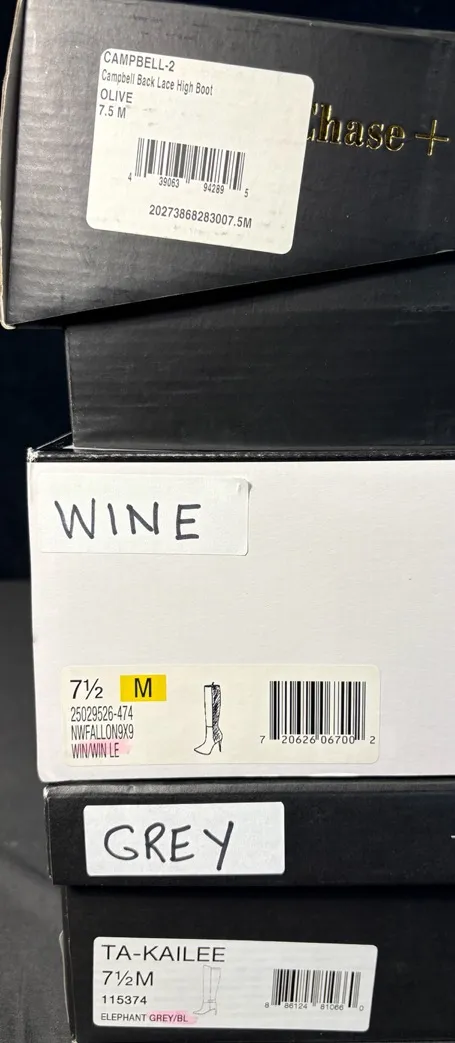 CAMPBELL-2
Campbell Back Lace High Boot
OLIVE
7.5 M
4 39063 94289 5
20273868283007.5M
Chase +
WINE
7½ M
25029526-474
NWFALLON9X9
WIN/WIN LE
7 20626 06700 2
GREY
TA-KAILEE
7½M
115374
ELEPHANT GREY/BL
8 86124 81066 0